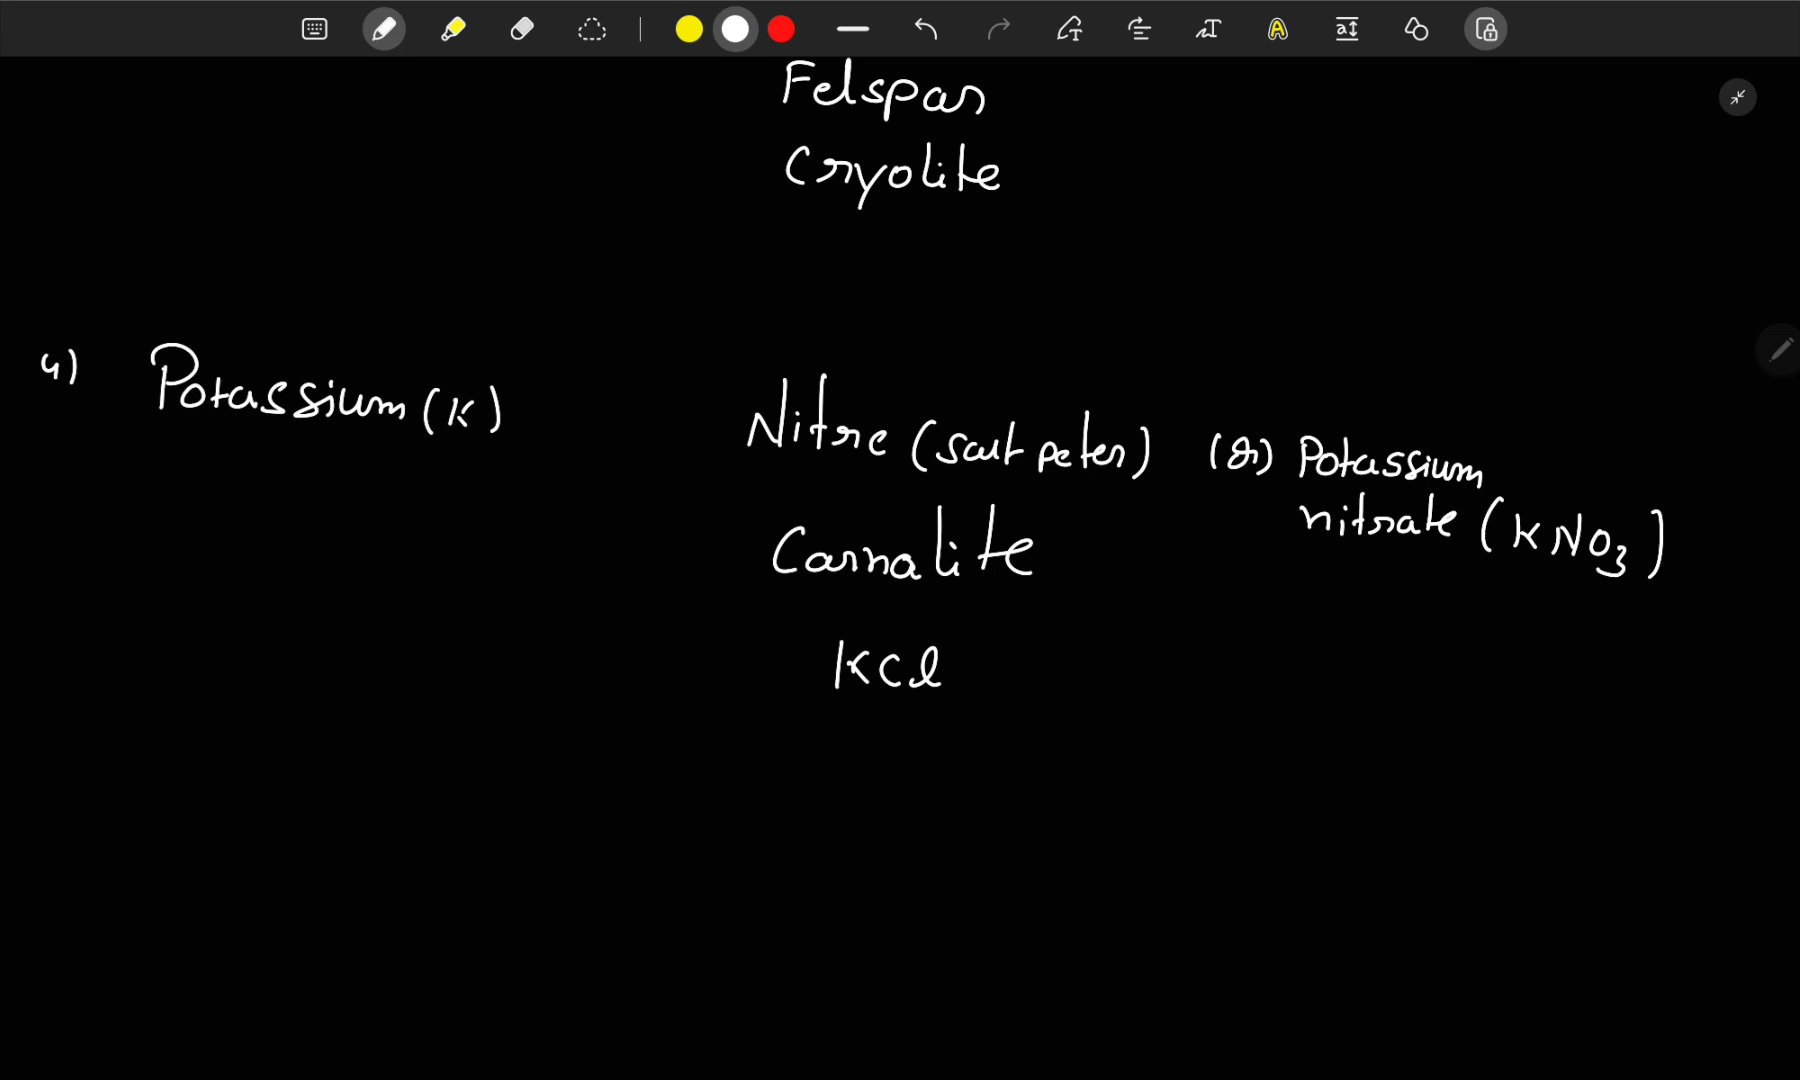 Felspar
Cryolite
4) Potassium (K)
Nitre (Salt peter) (or) Potassium
nitrate (KNO3)
Carnalite
KCl